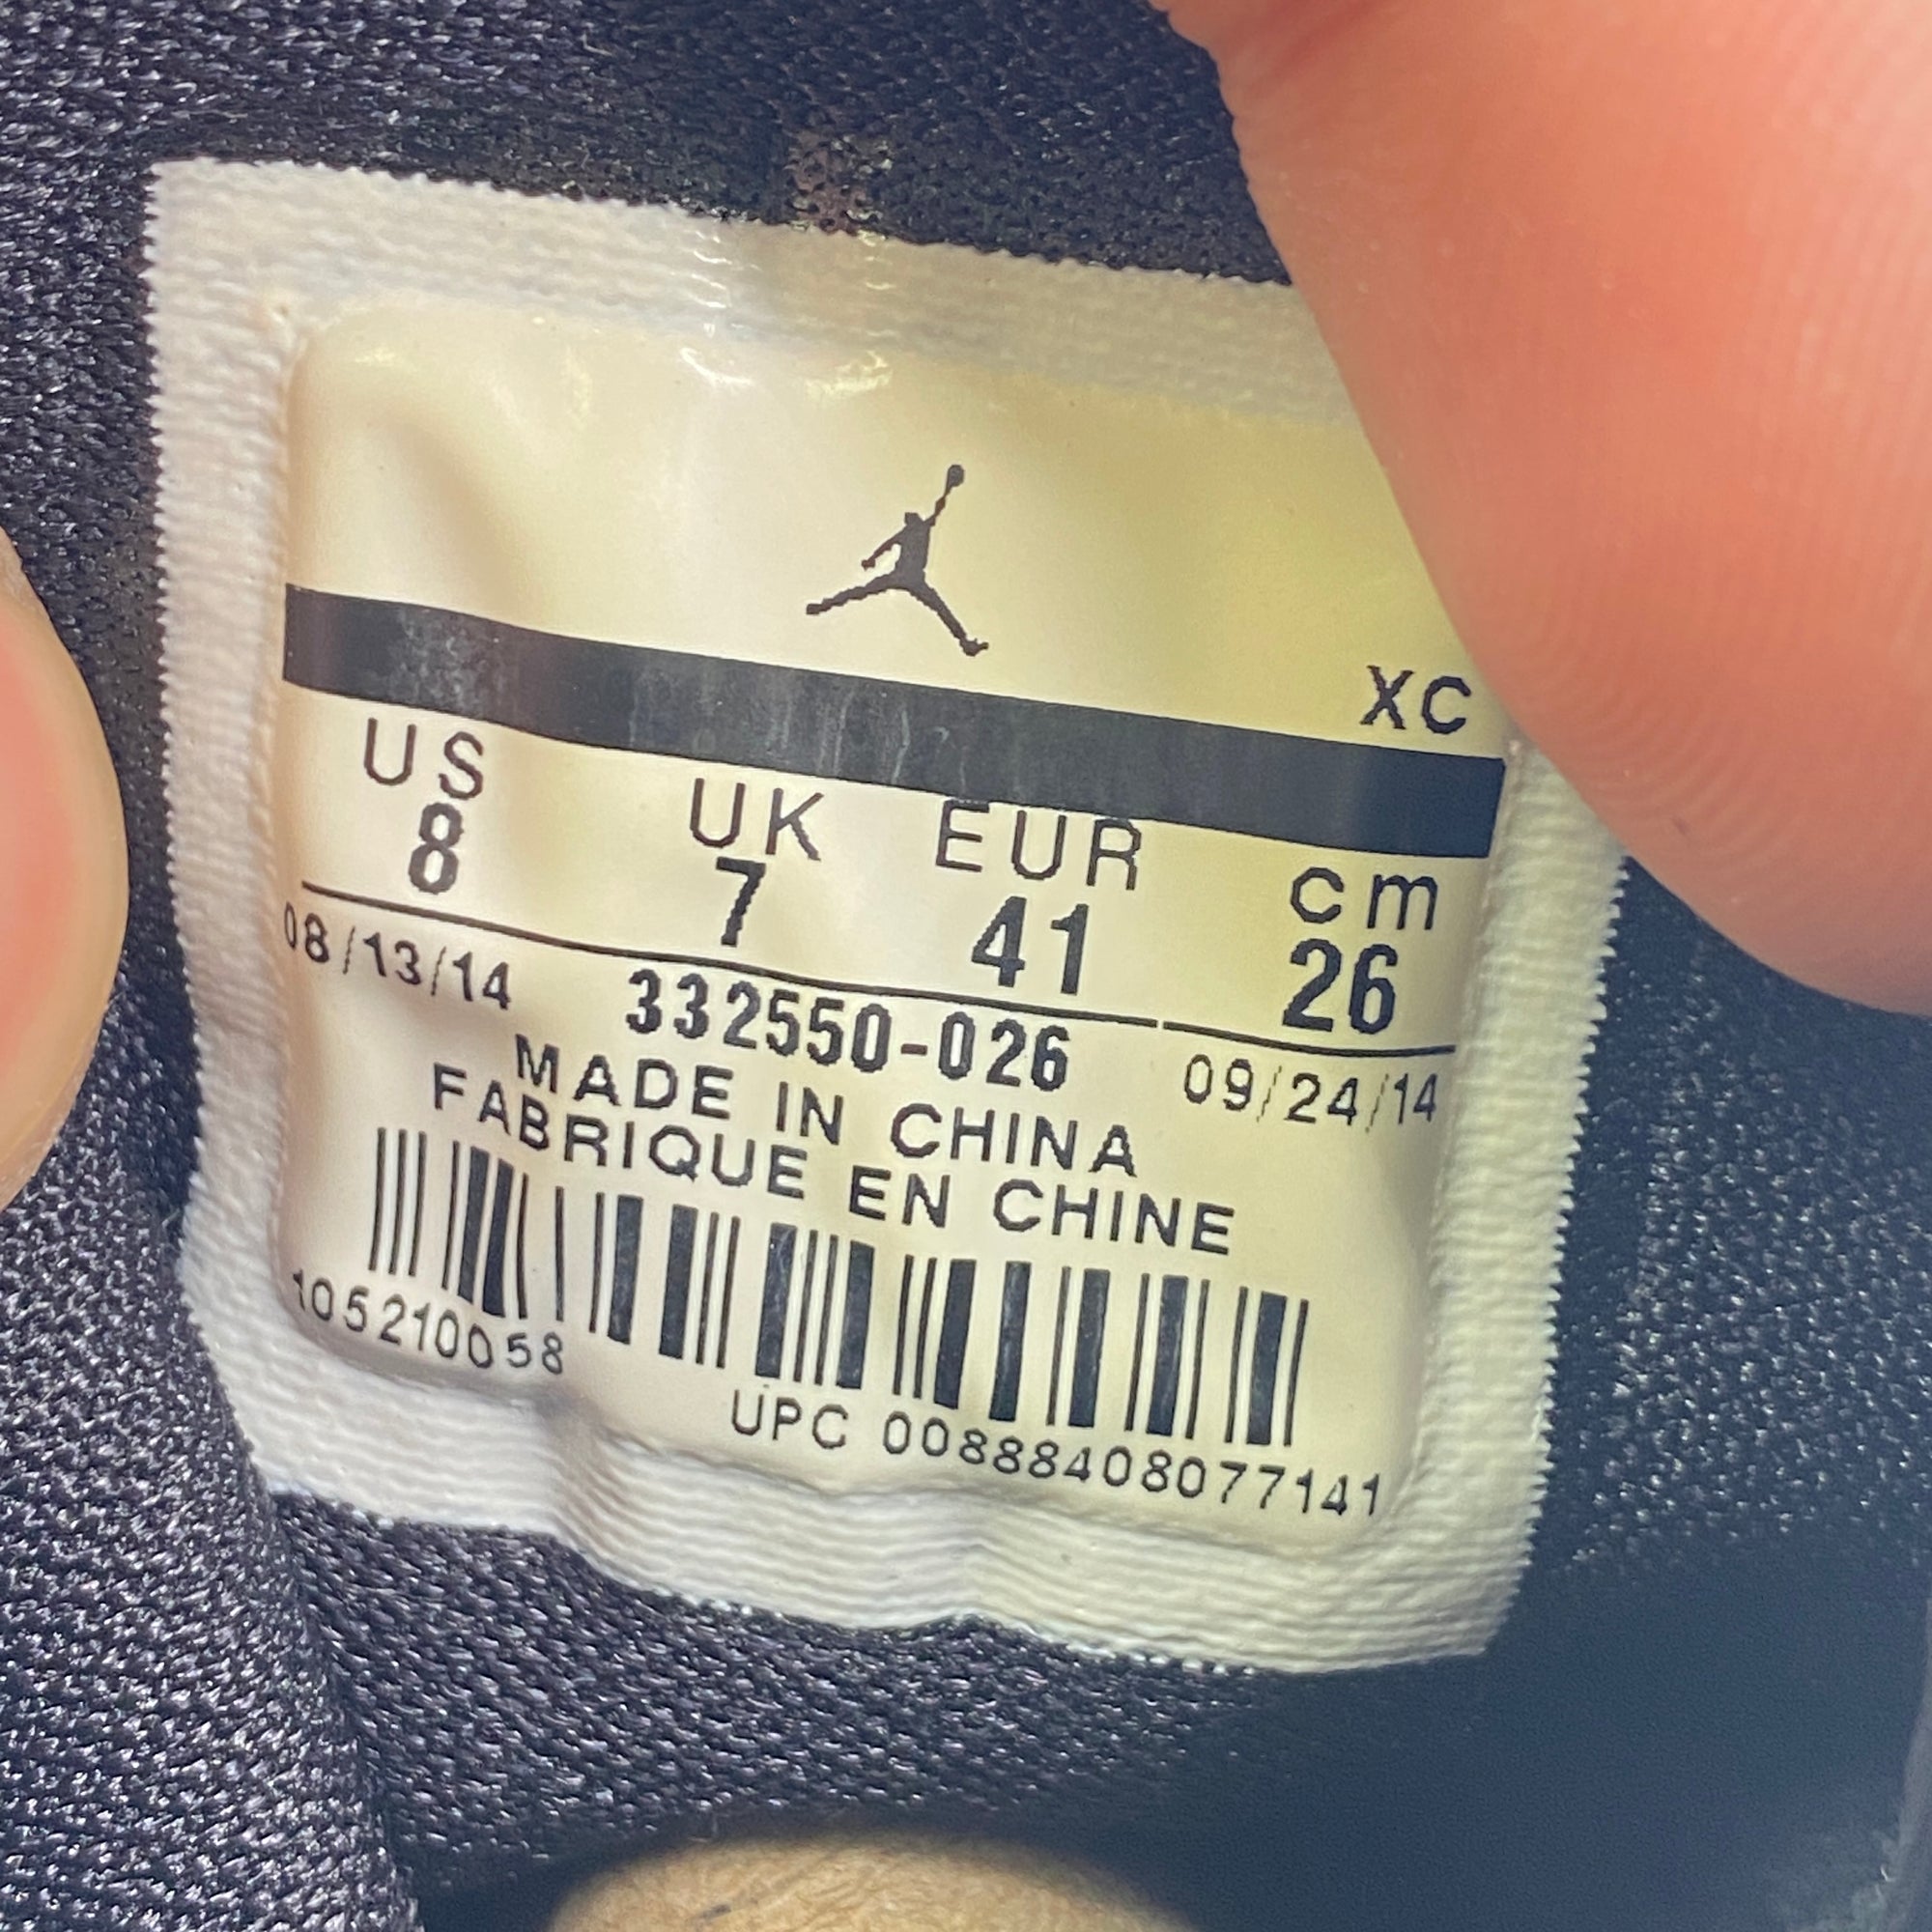 XC
US UK EUR cm
8 7 41 26
08/13/14 332550-026 09/24/14
MADE IN CHINA
FABRIQUE EN CHINE
105210058
UPC 00888408077141